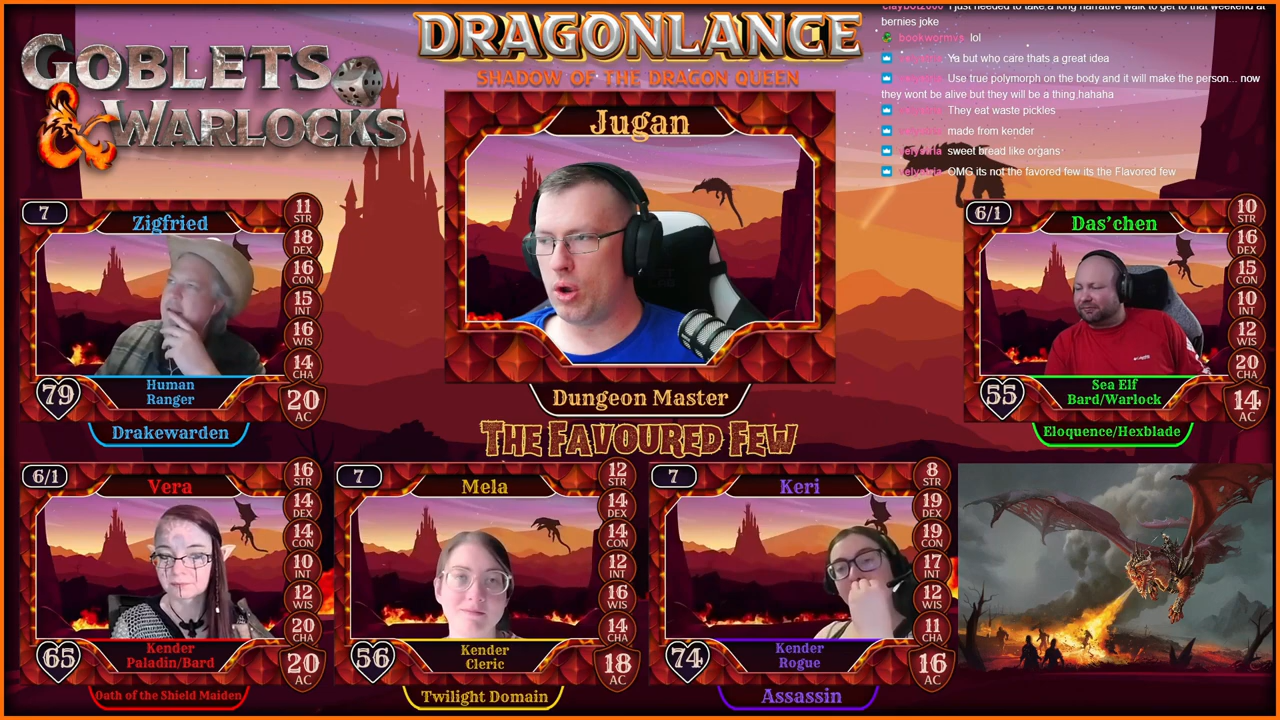 GOBLETS
& WARLOCKS
DRAGONLANCE
SHADOW OF THE DRAGON QUEEN
Jugan
Dungeon Master
I just needed to take a long narrative walk to get to that weekend at
bernies joke
bookwormvs lol
Ya but who care thats a great idea
Use true polymorph on the body and it will make the person... now
they wont be alive but they will be a thing,hahaha
They eat waste pickles
made from kender
sweet bread like organs
OMG its not the favored few its the Flavored few
7
Zigfried
11
STR
18
DEX
16
CON
15
INT
16
WIS
14
CHA
79
Human
Ranger
20
AC
Drakewarden
6/1
Das'chen
10
STR
16
DEX
15
CON
10
INT
12
WIS
20
CHA
55
Sea Elf
Bard/Warlock
14
AC
Eloquence/Hexblade
THE FAVOURED FEW
6/1
Vera
16
STR
14
DEX
14
CON
10
INT
12
WIS
20
CHA
65
Kender
Paladin/Bard
20
AC
Oath of the Shield Maiden
7
Mela
12
STR
14
DEX
14
CON
12
INT
16
WIS
14
CHA
56
Kender
Cleric
18
AC
Twilight Domain
7
Keri
8
STR
19
DEX
19
CON
17
INT
12
WIS
11
CHA
74
Kender
Rogue
16
AC
Assassin